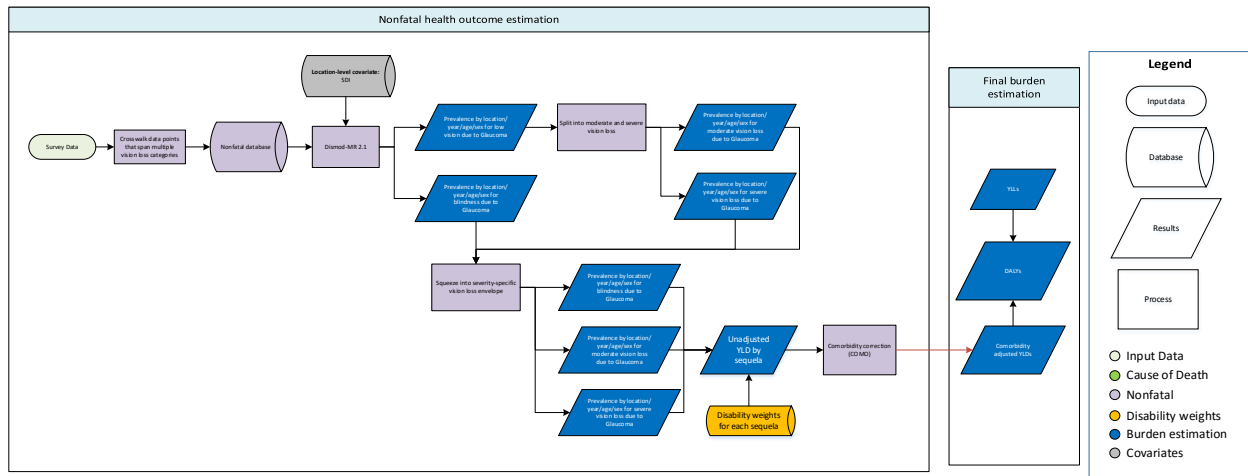 Nonfatal health outcome estimation
Location-level covariate:
SDI
Survey Data
Crosswalk data points
that span multiple
vision loss categories
Nonfatal database
Dismod-MR 2.1
Prevalence by location/
year/age/sex for low
vision due to Glaucoma
Split into moderate and severe
vision loss
Prevalence by location/
year/age/sex for
moderate vision loss
due to Glaucoma
Prevalence by location/
year/age/sex for
blindness due to
Glaucoma
Prevalence by location/
year/age/sex for severe
vision loss due to
Glaucoma
Squeeze into severity-specific
vision loss envelope
Prevalence by location/
year/age/sex for
blindness due to
Glaucoma
Prevalence by location/
year/age/sex for
moderate vision loss
due to Glaucoma
Prevalence by location/
year/age/sex for severe
vision loss due to
Glaucoma
Unadjusted
YLD by
sequela
Disability weights
for each sequela
Comorbidity correction
(COMO)
Final burden
estimation
YLLs
DALYs
Comorbidity
adjusted YLDs
Legend
Input data
Database
Results
Process
Input Data
Cause of Death
Nonfatal
Disability weights
Burden estimation
Covariates